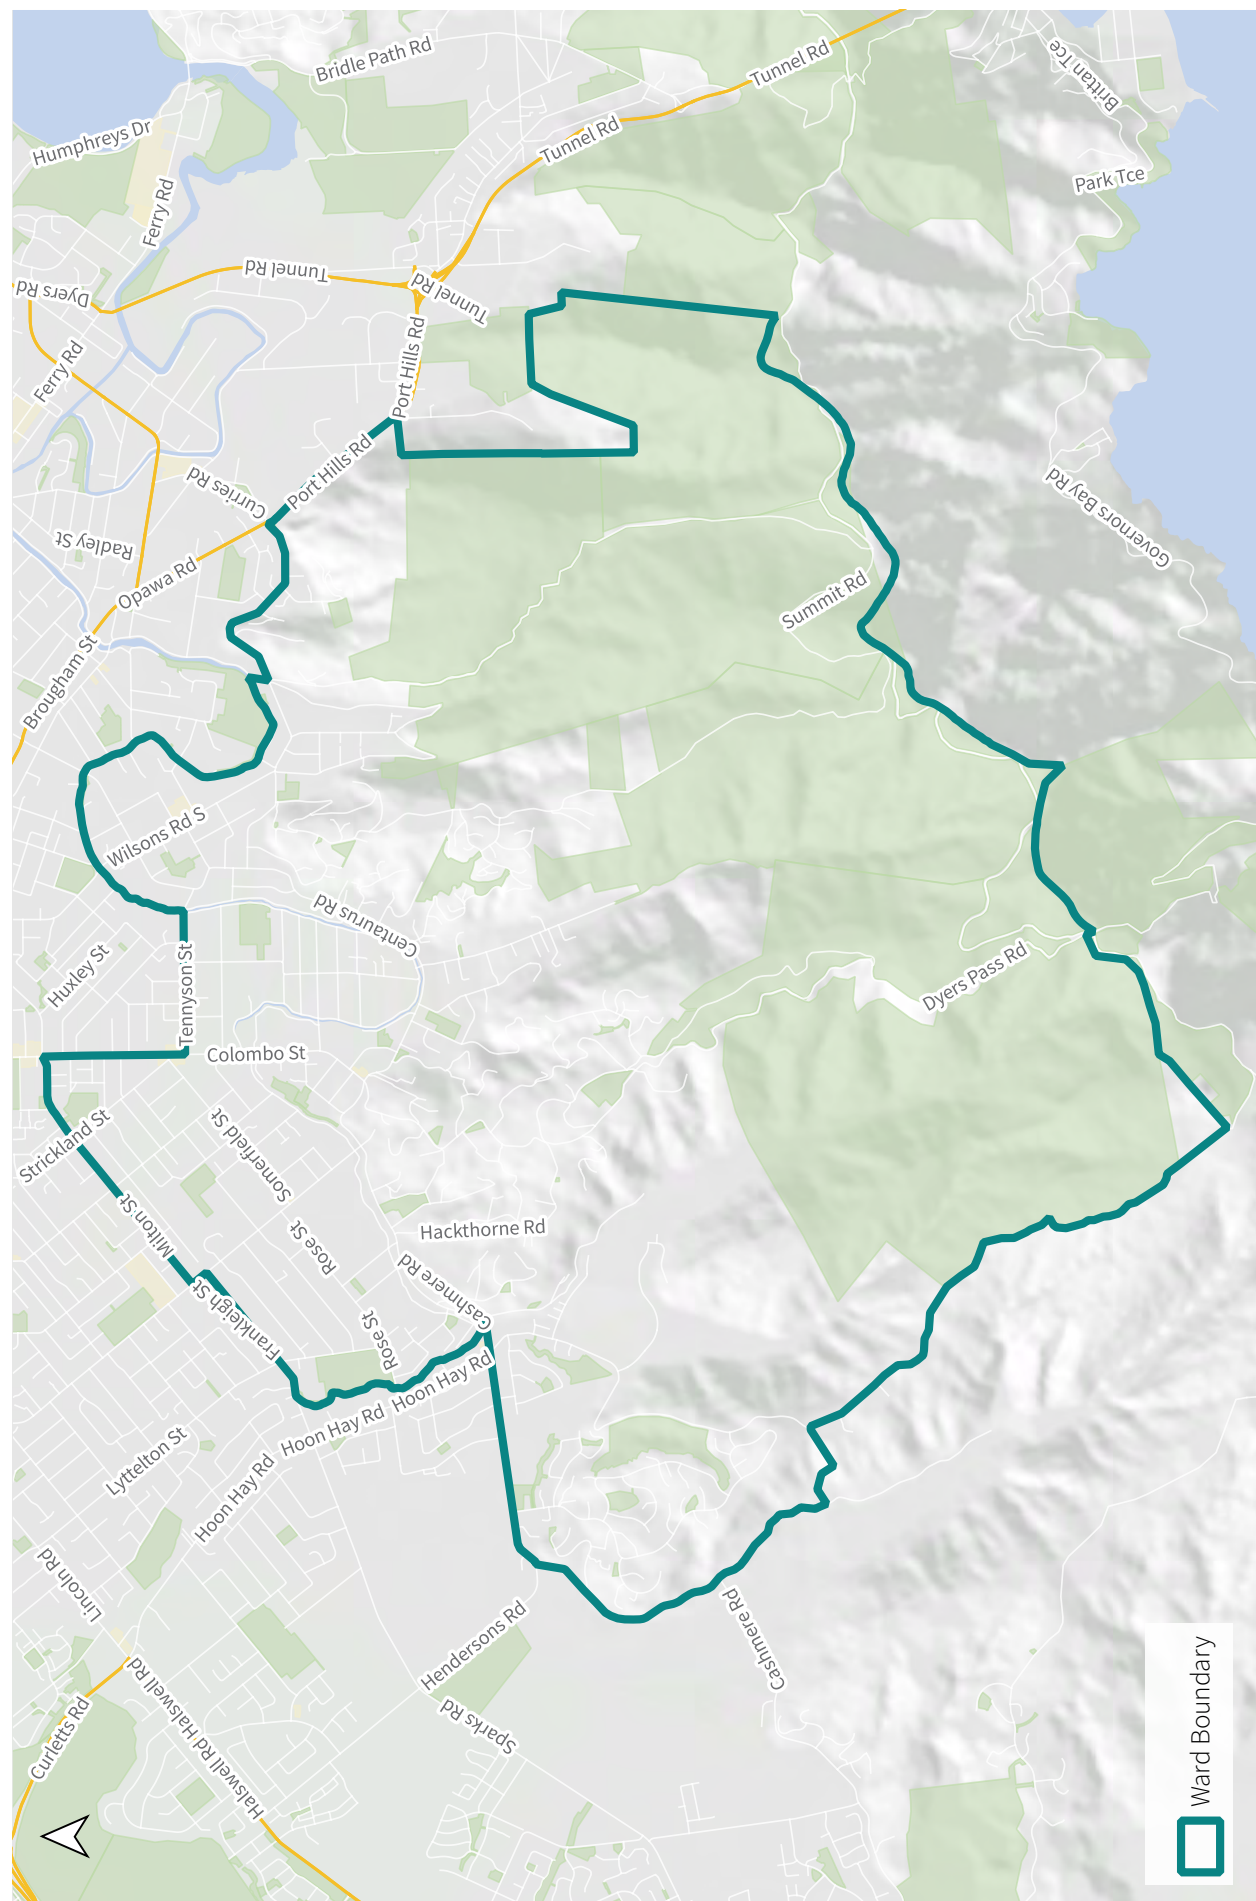 Bridle Path Rd
Tunnel Rd
Brittan Tce
Humphreys Dr
Tunnel Rd
Park Tce
Ferry Rd
Tunnel Rd
Dyers Rd
Tunnel Rd
Port Hills Rd
Ferry Rd
Port Hills Rd
Curries Rd
Governors Bay Rd
Radley St
Opawa Rd
Summit Rd
Brougham St
Wilsons Rd S
Centaurus Rd
Huxley St
Tennyson St
Dyers Pass Rd
Colombo St
Strickland St
Somerfield St
Milton St
Rose St
Hackthorne Rd
Cashmere Rd
Frankleigh St
Rose St
Hoon Hay Rd
Hoon Hay Rd
Lyttelton St
Hoon Hay Rd
Lincoln Rd
Hendersons Rd
Cashmere Rd
Halswell Rd
Halswell Rd
Curletts Rd
Sparks Rd
Ward Boundary